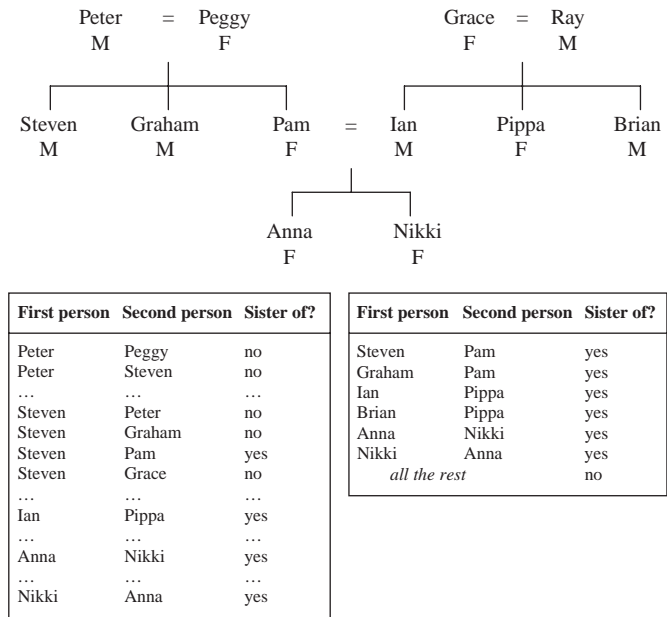 Peter = Peggy Grace = Ray
M F F M
Steven Graham Pam = Ian Pippa Brian
M M F M F M
Anna Nikki
F F
First person Second person Sister of?
Peter Peggy no
Peter Steven no
… … …
Steven Peter no
Steven Graham no
Steven Pam yes
Steven Grace no
… … …
Ian Pippa yes
… … …
Anna Nikki yes
… … …
Nikki Anna yes
First person Second person Sister of?
Steven Pam yes
Graham Pam yes
Ian Pippa yes
Brian Pippa yes
Anna Nikki yes
Nikki Anna yes
all the rest no